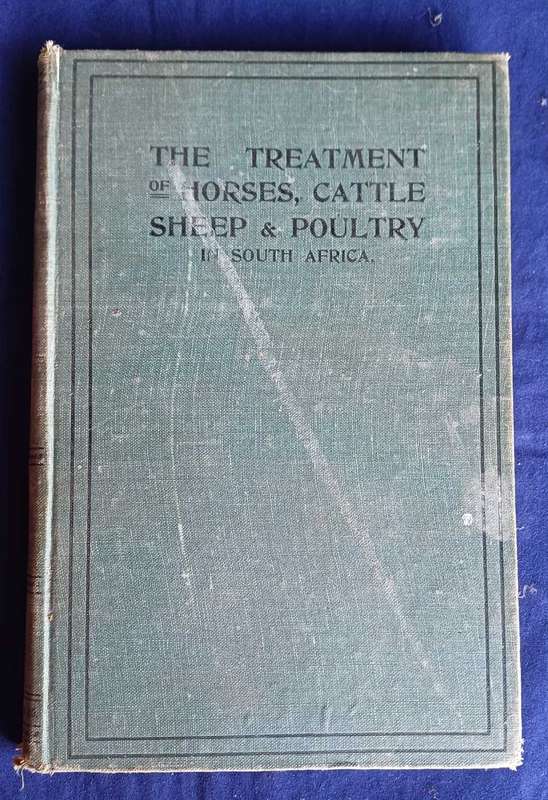 THE TREATMENT
OF HORSES, CATTLE
SHEEP & POULTRY
IN SOUTH AFRICA.